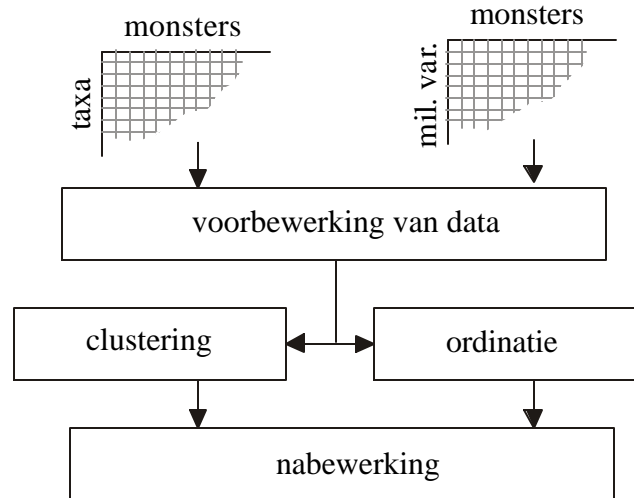 monsters
monsters
taxa
mil. var.
voorbewerking van data
clustering
ordinatie
nabewerking